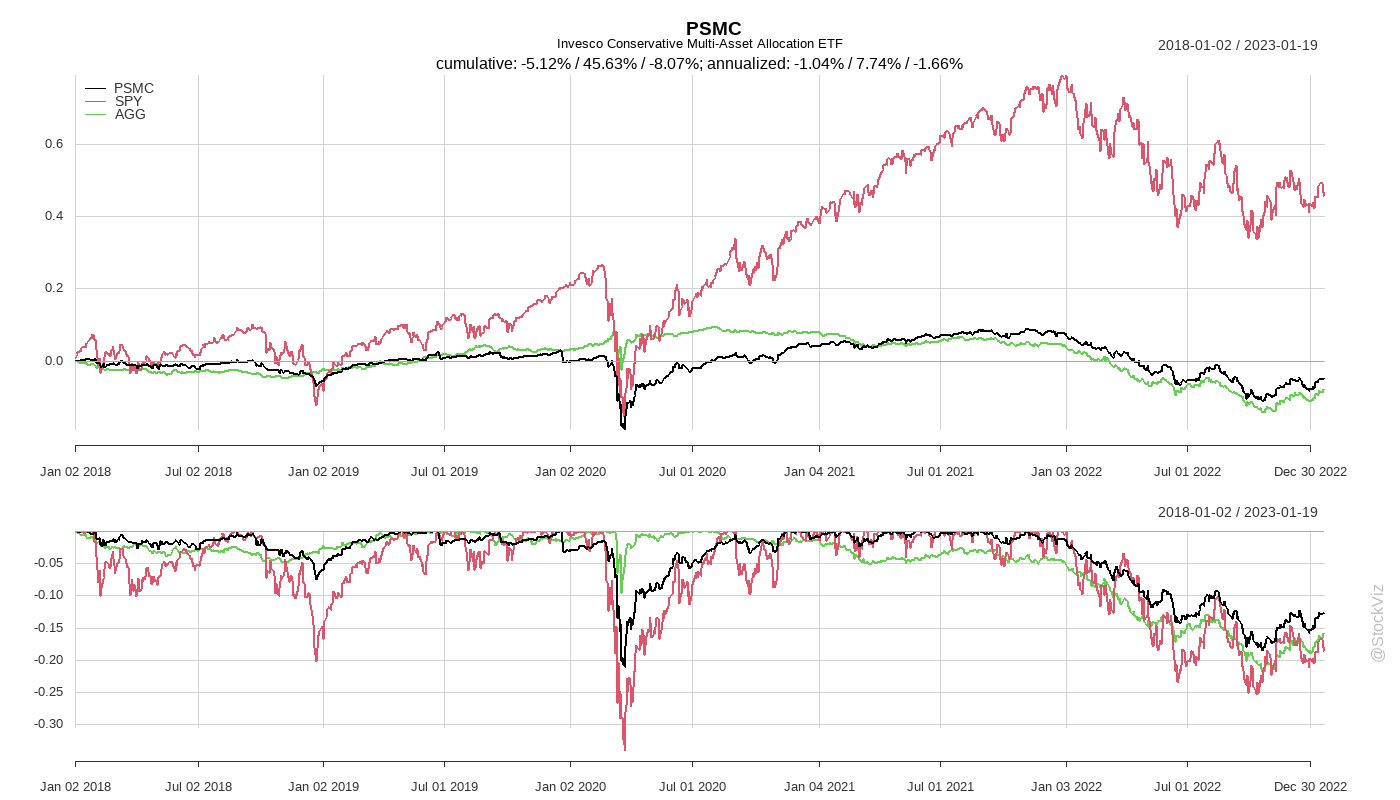 PSMC
Invesco Conservative Multi-Asset Allocation ETF
2018-01-02 / 2023-01-19
cumulative: -5.12% / 45.63% / -8.07%; annualized: -1.04% / 7.74% / -1.66%
PSMC
SPY
AGG
0.6
0.4
0.2
0.0
Jan 02 2018 Jul 02 2018 Jan 02 2019 Jul 01 2019 Jan 02 2020 Jul 01 2020 Jan 04 2021 Jul 01 2021 Jan 03 2022 Jul 01 2022 Dec 30 2022
2018-01-02 / 2023-01-19
-0.05
-0.10
-0.15
-0.20
-0.25
-0.30
Jan 02 2018 Jul 02 2018 Jan 02 2019 Jul 01 2019 Jan 02 2020 Jul 01 2020 Jan 04 2021 Jul 01 2021 Jan 03 2022 Jul 01 2022 Dec 30 2022
@StockViz